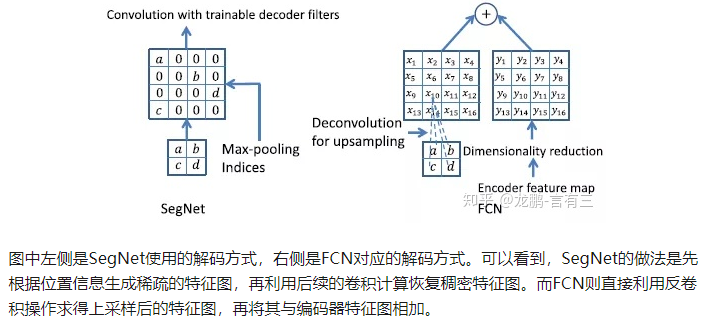 Convolution with trainable decoder filters
a 0 0 0
0 0 b 0
0 0 0 d
c 0 0 0
a b
c d
Max-pooling
Indices
SegNet
+
x1 x2 x3 x4
x5 x6 x7 x8
x9 x10 x11 x12
x13 x15 x16
y1 y2 y3 y4
y5 y6 y7 y8
y9 y10 y11 y12
y13 y14 y15 y16
Deconvolution
for upsampling
a b
c d
Dimensionality reduction
Encoder feature map
知乎 @龙鹏-言有三
FCN
图中左侧是SegNet使用的解码方式，右侧是FCN对应的解码方式。可以看到，SegNet的做法是先
根据位置信息生成稀疏的特征图，再利用后续的卷积计算恢复稠密特征图。而FCN则直接利用反卷
积操作求得上采样后的特征图，再将其与编码器特征图相加。